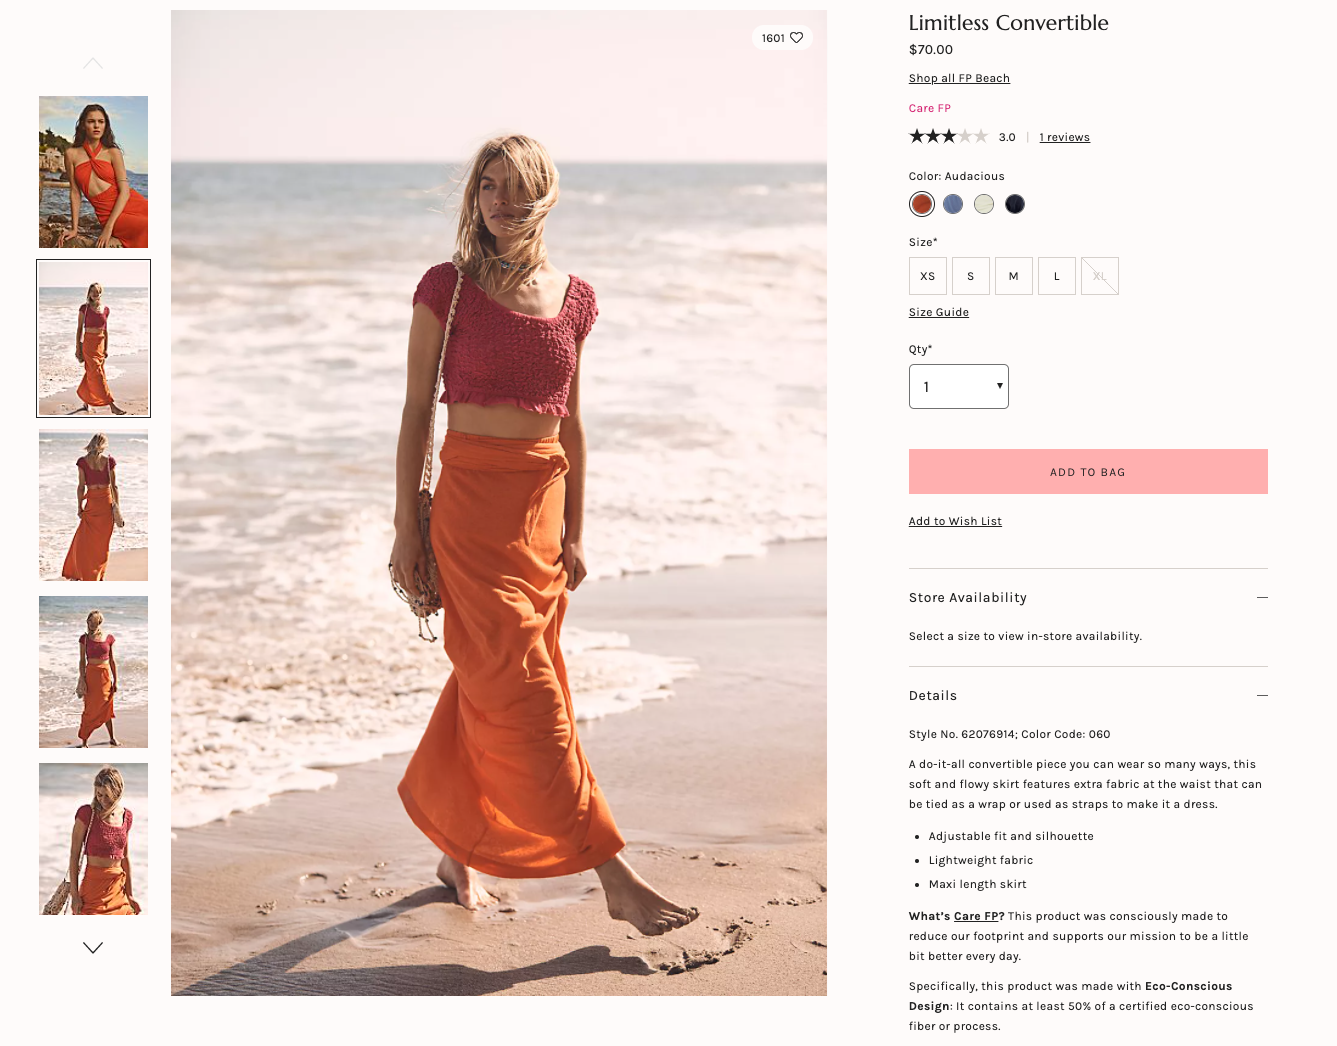 1601
Limitless Convertible
$70.00
Shop all FP Beach
Care FP
3.0 | 1 reviews
Color: Audacious
Size*
XS S M L XL
Size Guide
Qty*
1
ADD TO BAG
Add to Wish List
Store Availability
Select a size to view in-store availability.
Details
Style No. 62076914; Color Code: 060
A do-it-all convertible piece you can wear so many ways, this
soft and flowy skirt features extra fabric at the waist that can
be tied as a wrap or used as straps to make it a dress.
• Adjustable fit and silhouette
• Lightweight fabric
• Maxi length skirt
What's Care FP? This product was consciously made to
reduce our footprint and supports our mission to be a little
bit better every day.
Specifically, this product was made with Eco-Conscious
Design: It contains at least 50% of a certified eco-conscious
fiber or process.